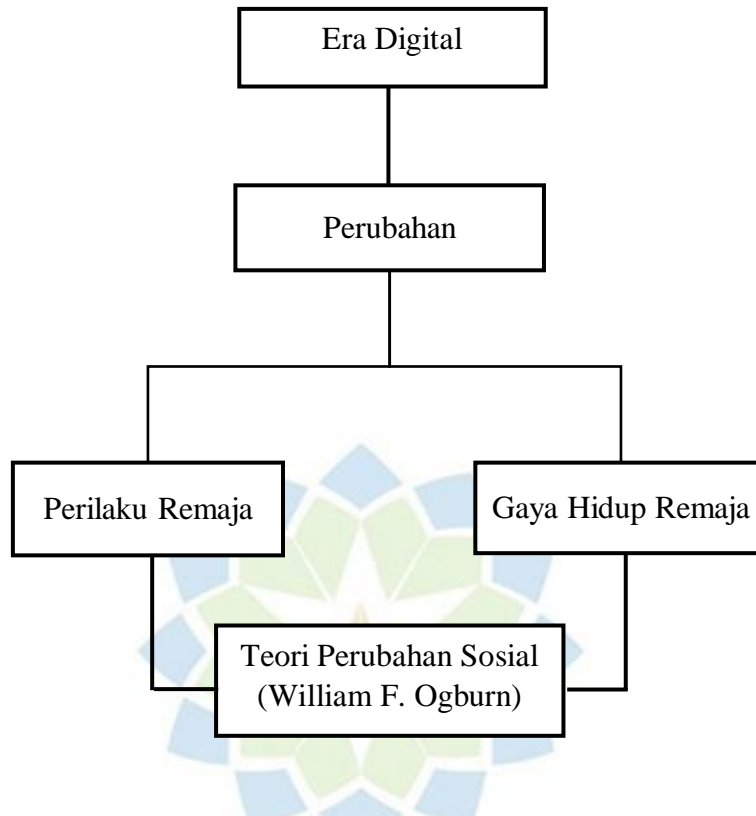 Era Digital
Perubahan
Perilaku Remaja
Gaya Hidup Remaja
Teori Perubahan Sosial
(William F. Ogburn)